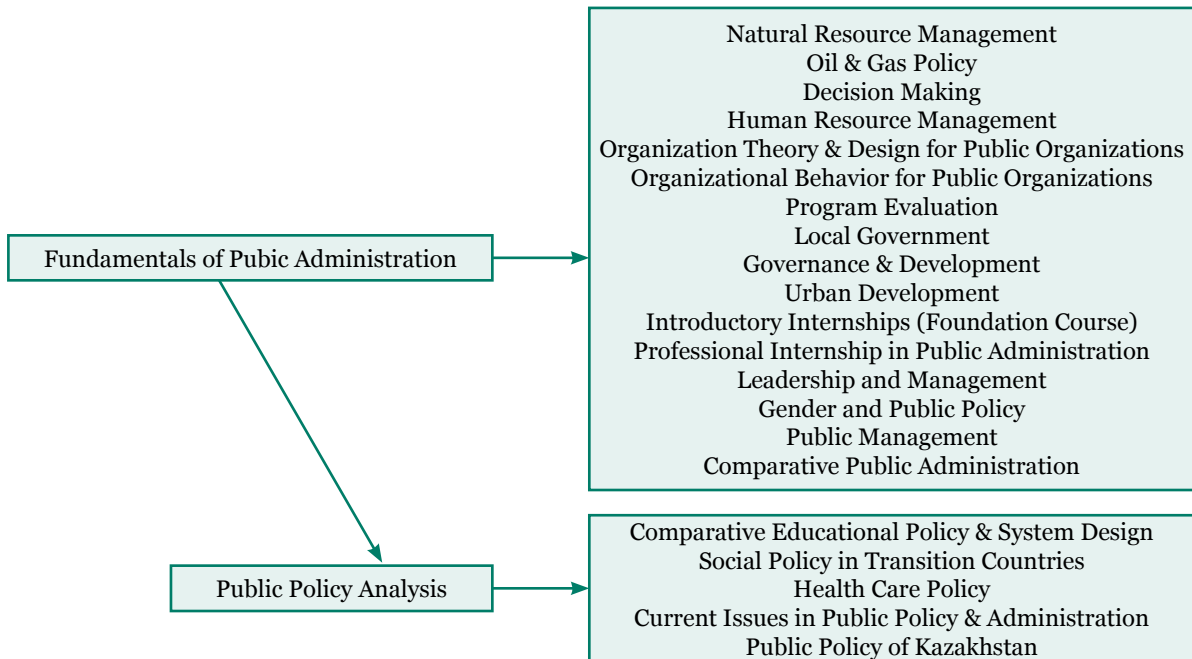 Natural Resource Management
Oil & Gas Policy
Decision Making
Human Resource Management
Organization Theory & Design for Public Organizations
Organizational Behavior for Public Organizations
Program Evaluation
Local Government
Governance & Development
Urban Development
Introductory Internships (Foundation Course)
Professional Internship in Public Administration
Leadership and Management
Gender and Public Policy
Public Management
Comparative Public Administration
Fundamentals of Pubic Administration
Public Policy Analysis
Comparative Educational Policy & System Design
Social Policy in Transition Countries
Health Care Policy
Current Issues in Public Policy & Administration
Public Policy of Kazakhstan